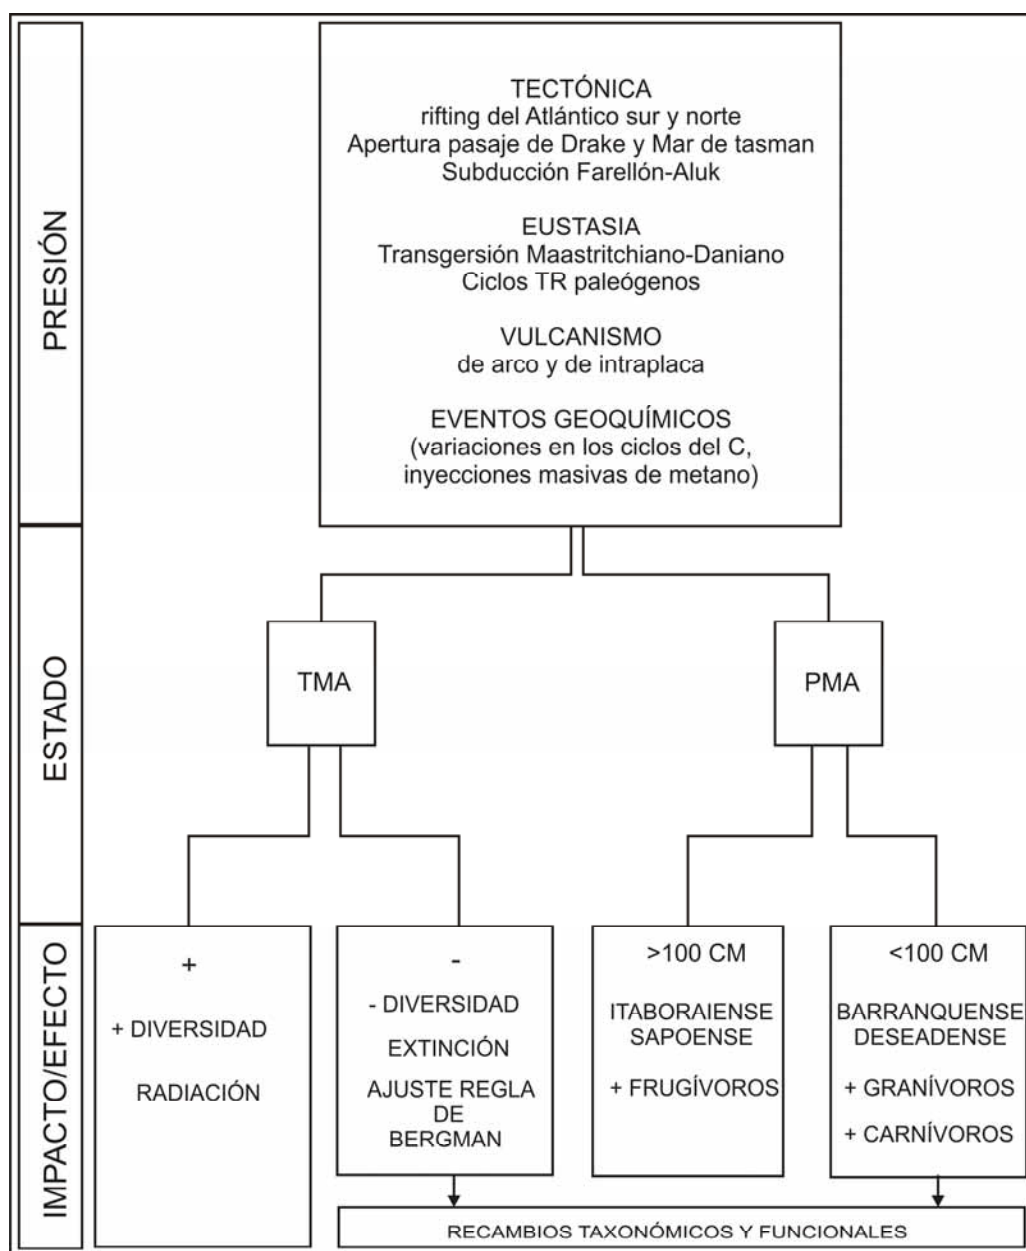 PRESIÓN
TECTÓNICA
rifting del Atlántico sur y norte
Apertura pasaje de Drake y Mar de tasman
Subducción Farellón-Aluk
EUSTASIA
Transgersión Maastritchiano-Daniano
Ciclos TR paleógenos
VULCANISMO
de arco y de intraplaca
EVENTOS GEOQUÍMICOS
(variaciones en los ciclos del C,
inyecciones masivas de metano)
ESTADO
TMA
PMA
IMPACTO/EFECTO
+
+ DIVERSIDAD
RADIACIÓN
-
- DIVERSIDAD
EXTINCIÓN
AJUSTE REGLA
DE
BERGMAN
>100 CM
ITABORAIENSE
SAPOENSE
+ FRUGÍVOROS
<100 CM
BARRANQUENSE
DESEADENSE
+ GRANÍVOROS
+ CARNÍVOROS
RECAMBIOS TAXONÓMICOS Y FUNCIONALES